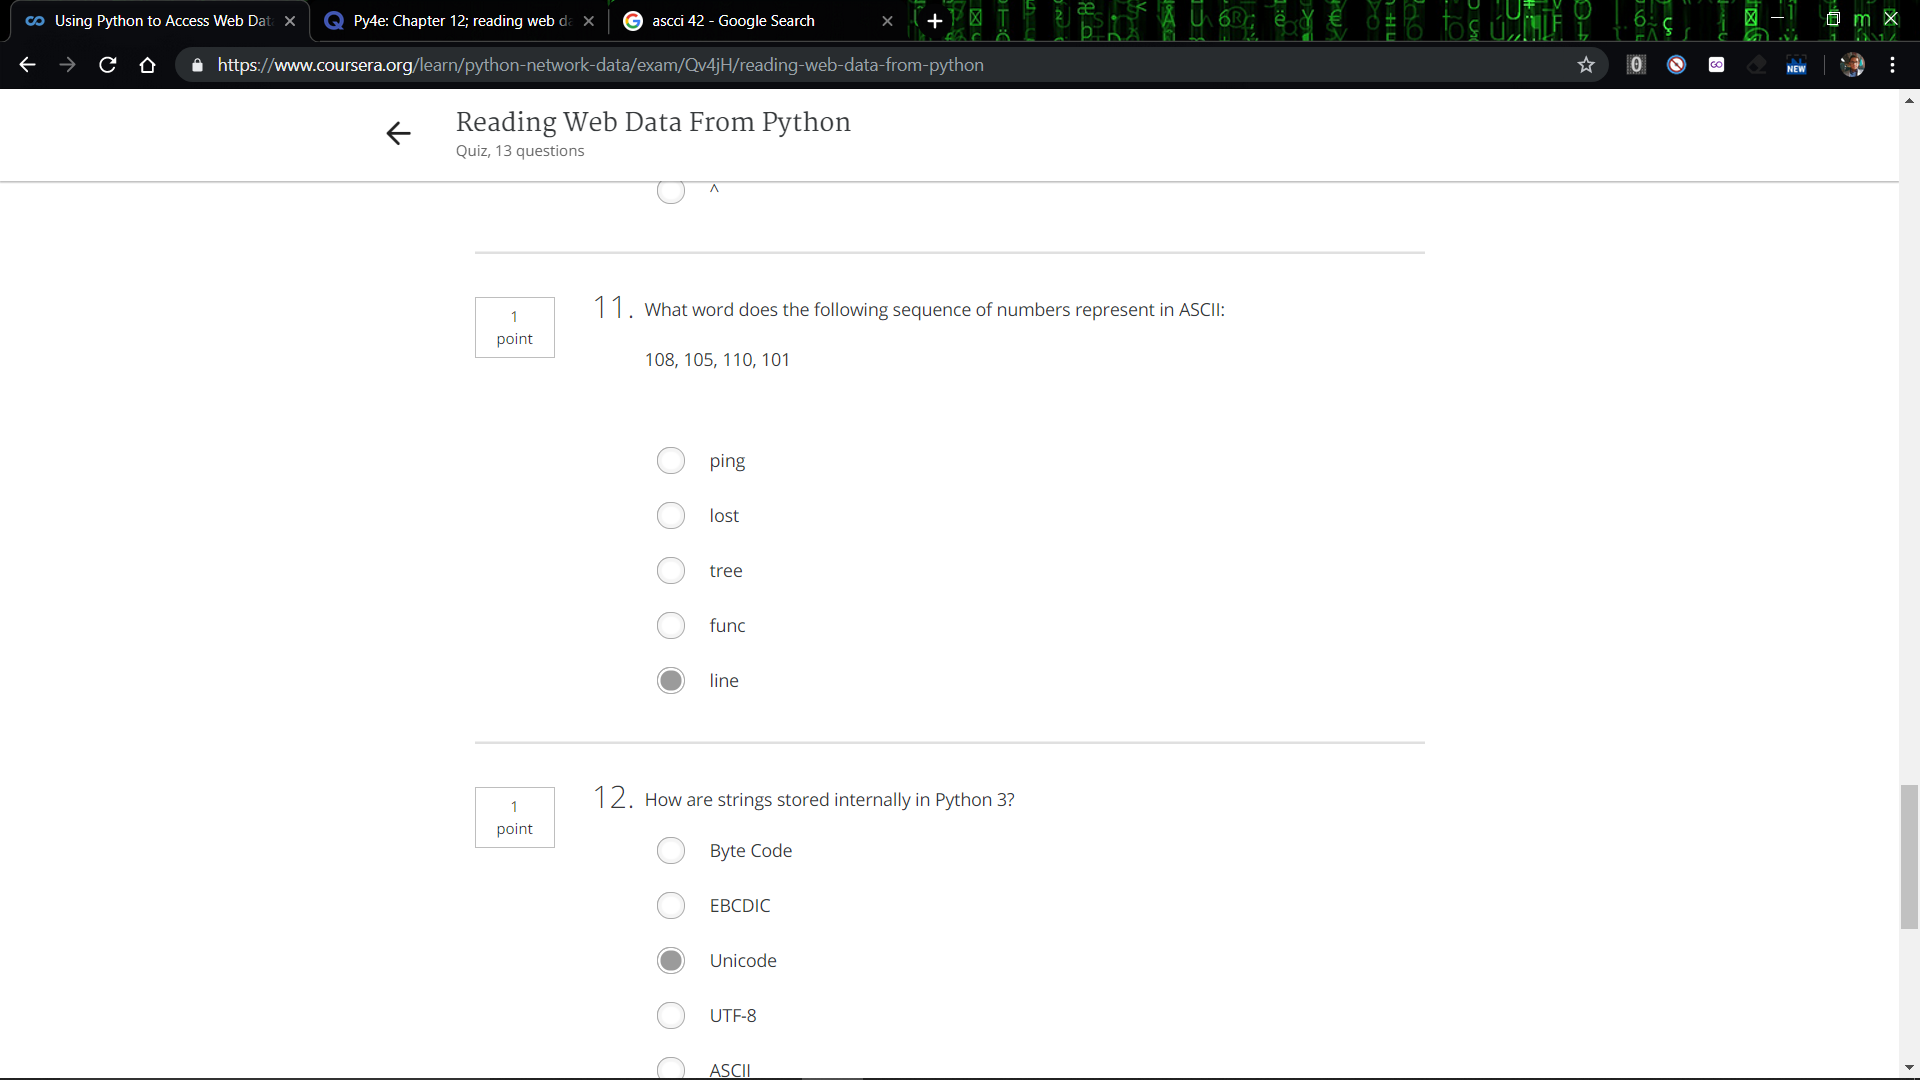 Using Python to Access Web Dat
Py4e: Chapter 12; reading web d
ascci 42 - Google Search
https://www.coursera.org/learn/python-network-data/exam/Qv4jH/reading-web-data-from-python
NEW
Reading Web Data From Python
Quiz, 13 questions
^
1
point
11. What word does the following sequence of numbers represent in ASCII:
108, 105, 110, 101
ping
lost
tree
func
line
1
point
12. How are strings stored internally in Python 3?
Byte Code
EBCDIC
Unicode
UTF-8
ASCII